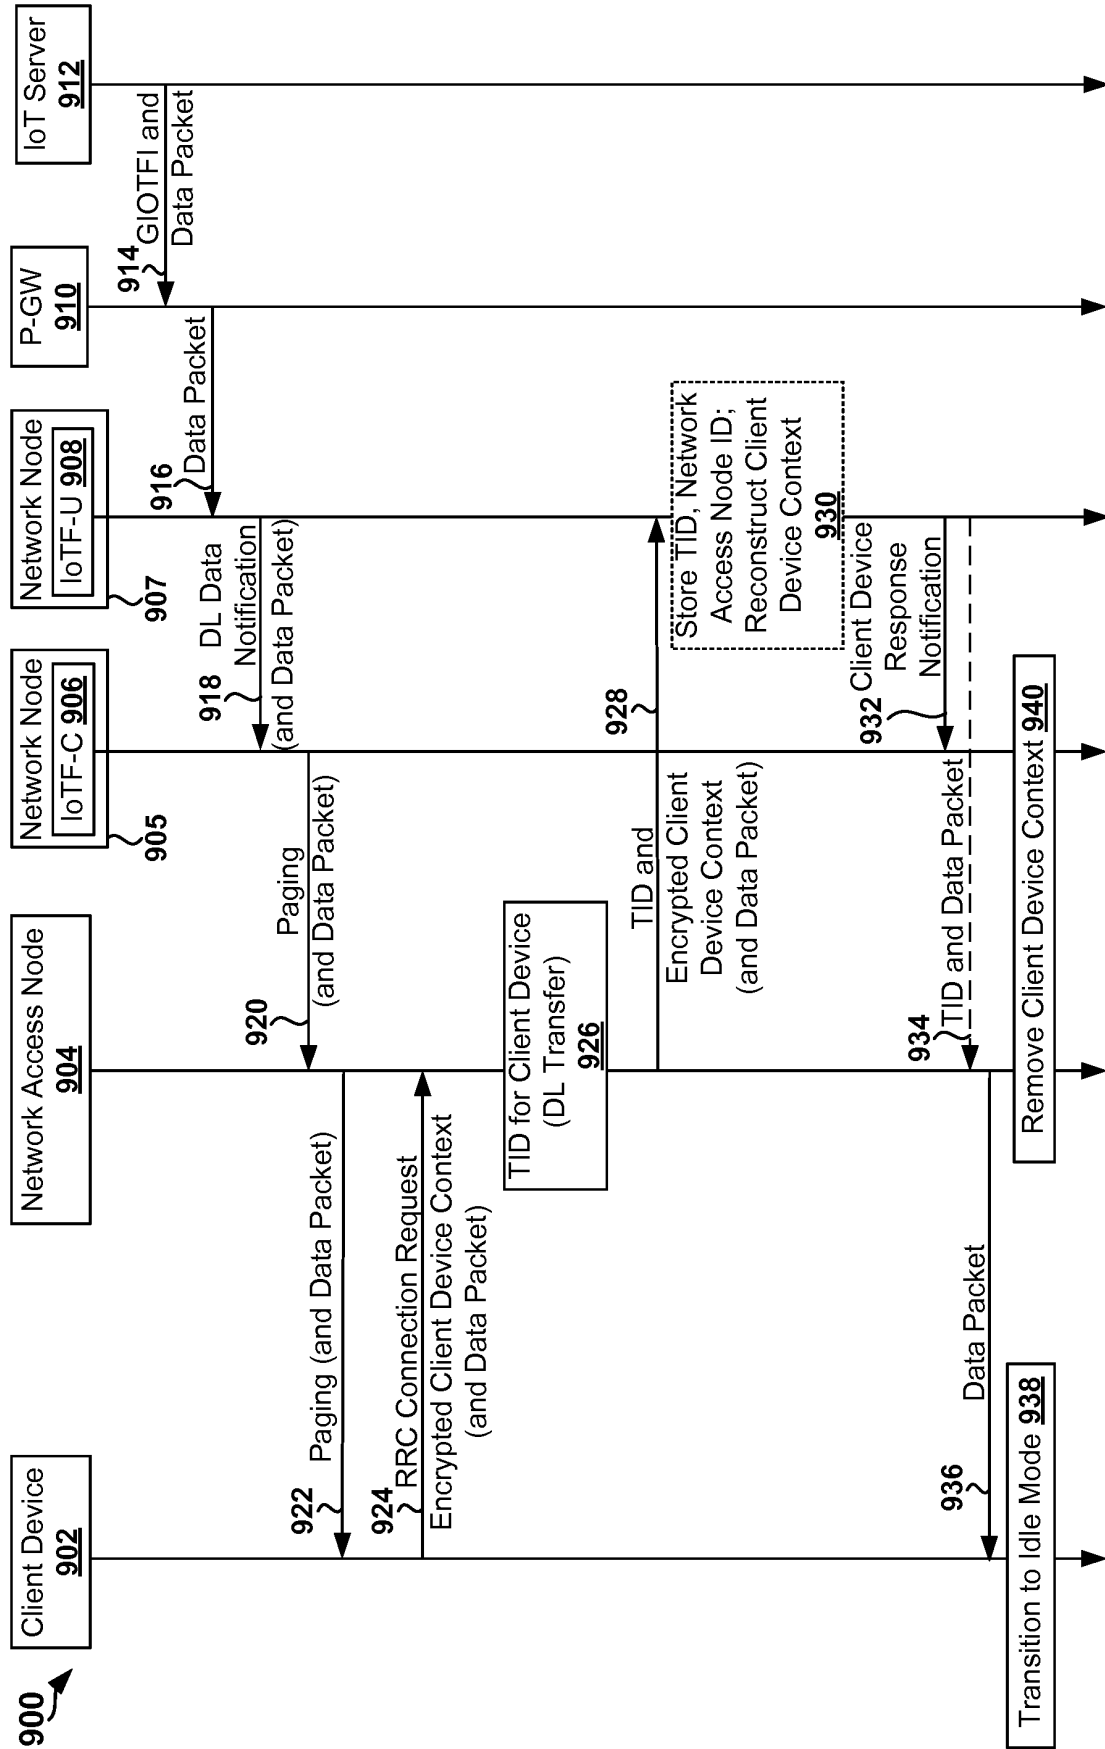 900
Client Device
902
Network Access Node
904
Network Node
IoTF-C 906
905
Network Node
IoTF-U 908
907
P-GW
910
IoT Server
912
914
GIOTFI and
Data Packet
916
Data Packet
918
DL Data
Notification
(and Data Packet)
920
Paging
(and Data Packet)
922
Paging (and Data Packet)
924
RRC Connection Request
Encrypted Client Device Context
(and Data Packet)
TID for Client Device
(DL Transfer)
926
928
TID and
Encrypted Client
Device Context
(and Data Packet)
Store TID, Network
Access Node ID;
Reconstruct Client
Device Context
930
932
Client Device
Response
Notification
934
TID and Data Packet
936
Data Packet
Transition to Idle Mode 938
Remove Client Device Context 940